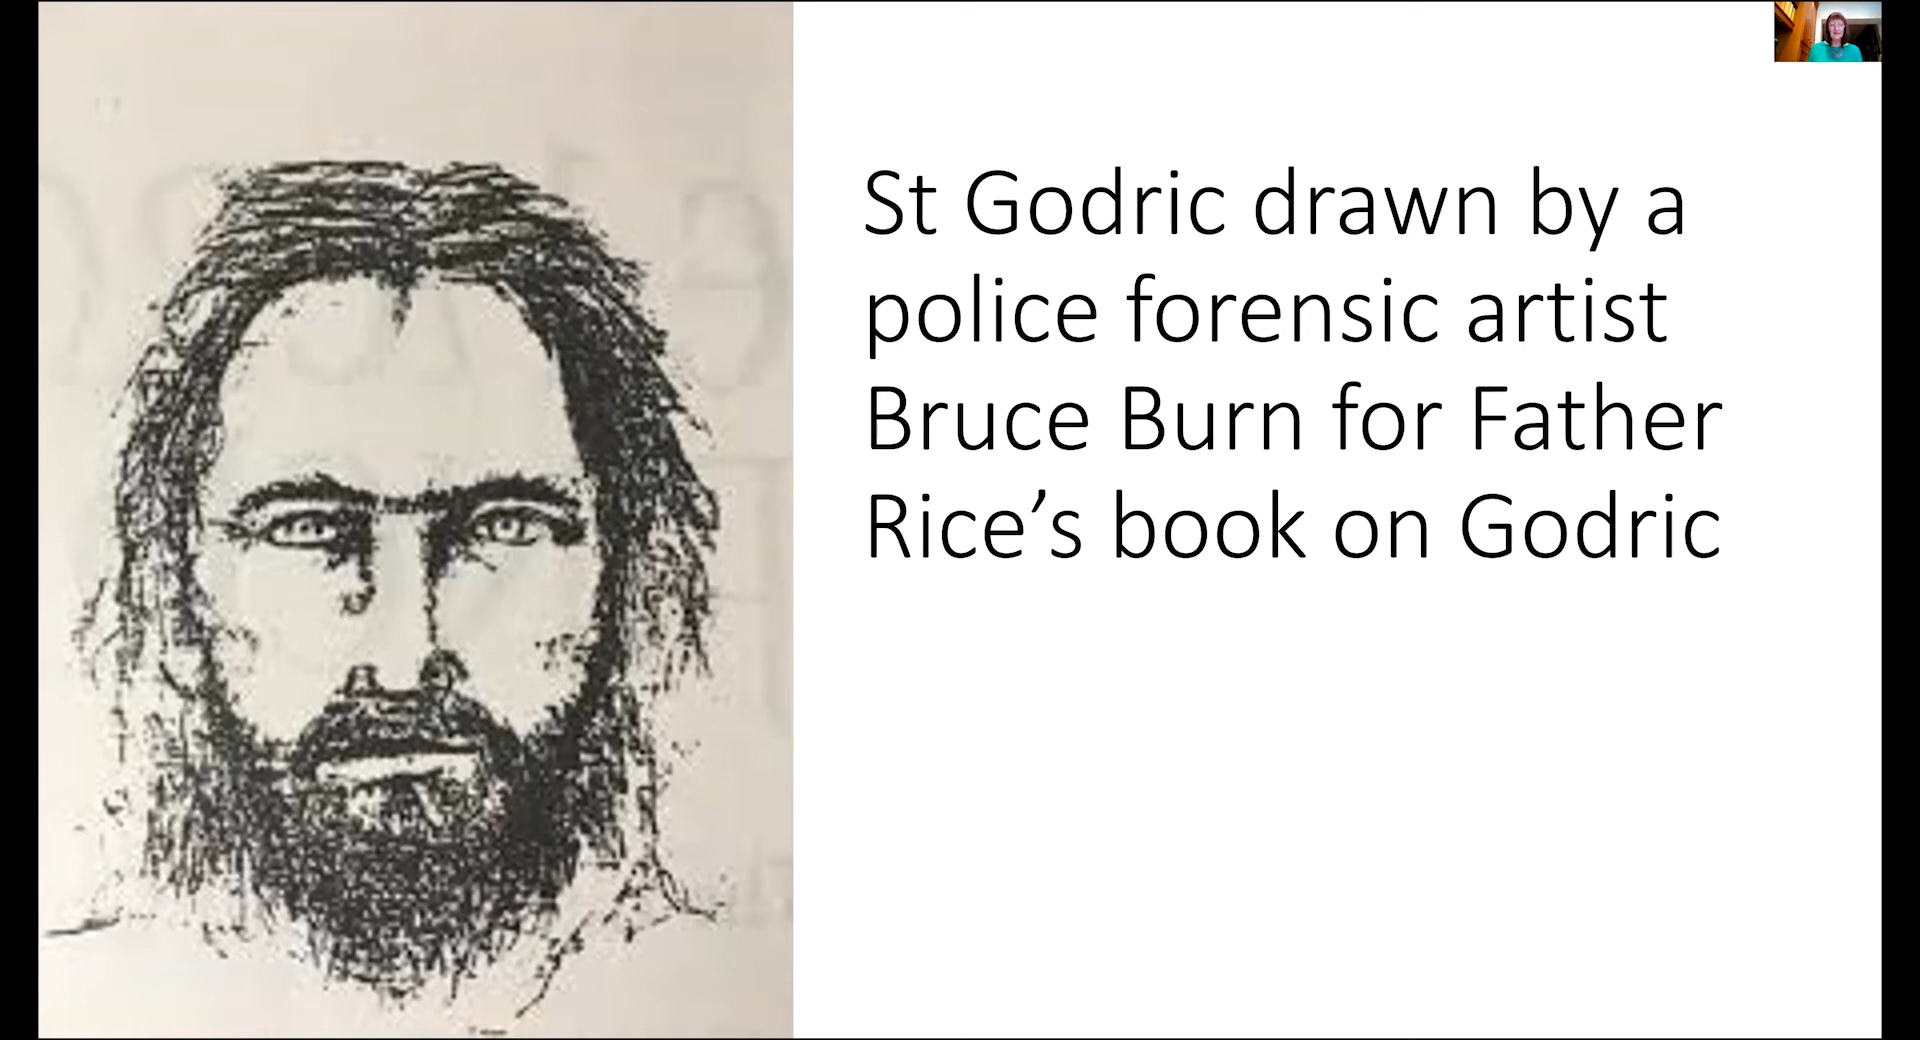 St Godric drawn by a
police forensic artist
Bruce Burn for Father
Rice’s book on Godric